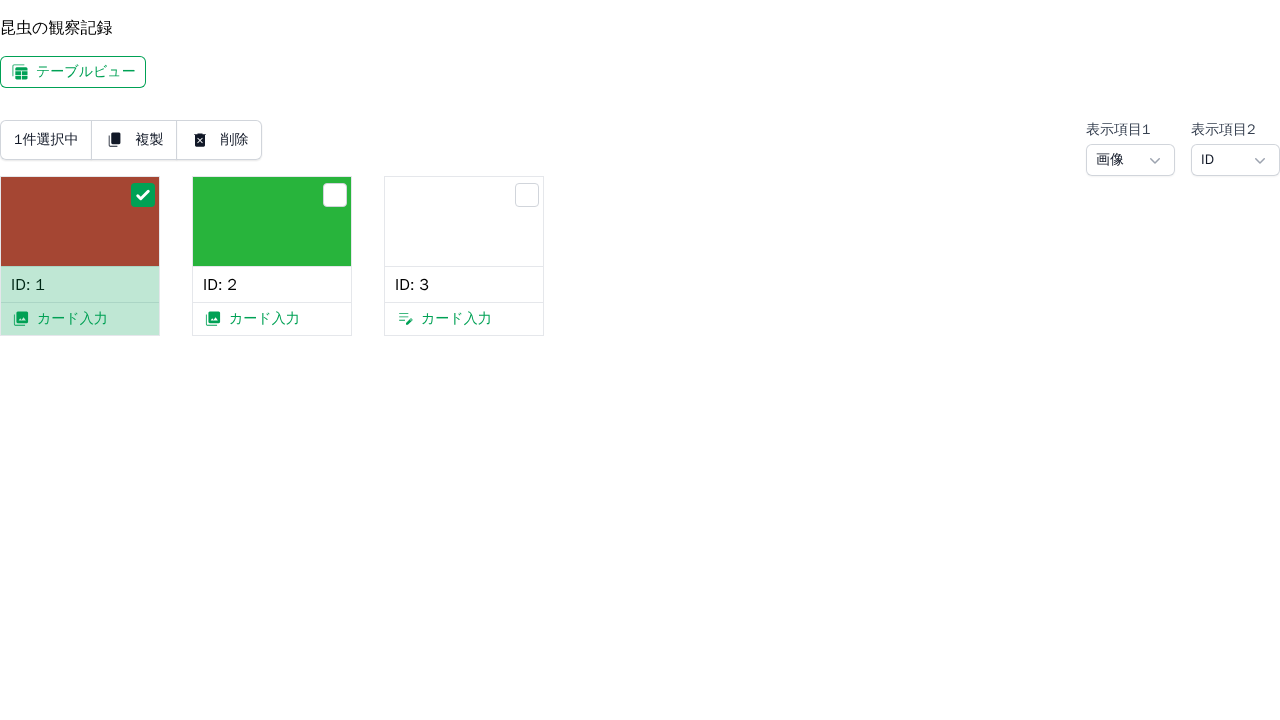 昆虫の観察記録
テーブルビュー
1件選択中 複製 削除
表示項目1 表示項目2
画像 ID
ID: 1 ID: 2 ID: 3
カード入力 カード入力 カード入力